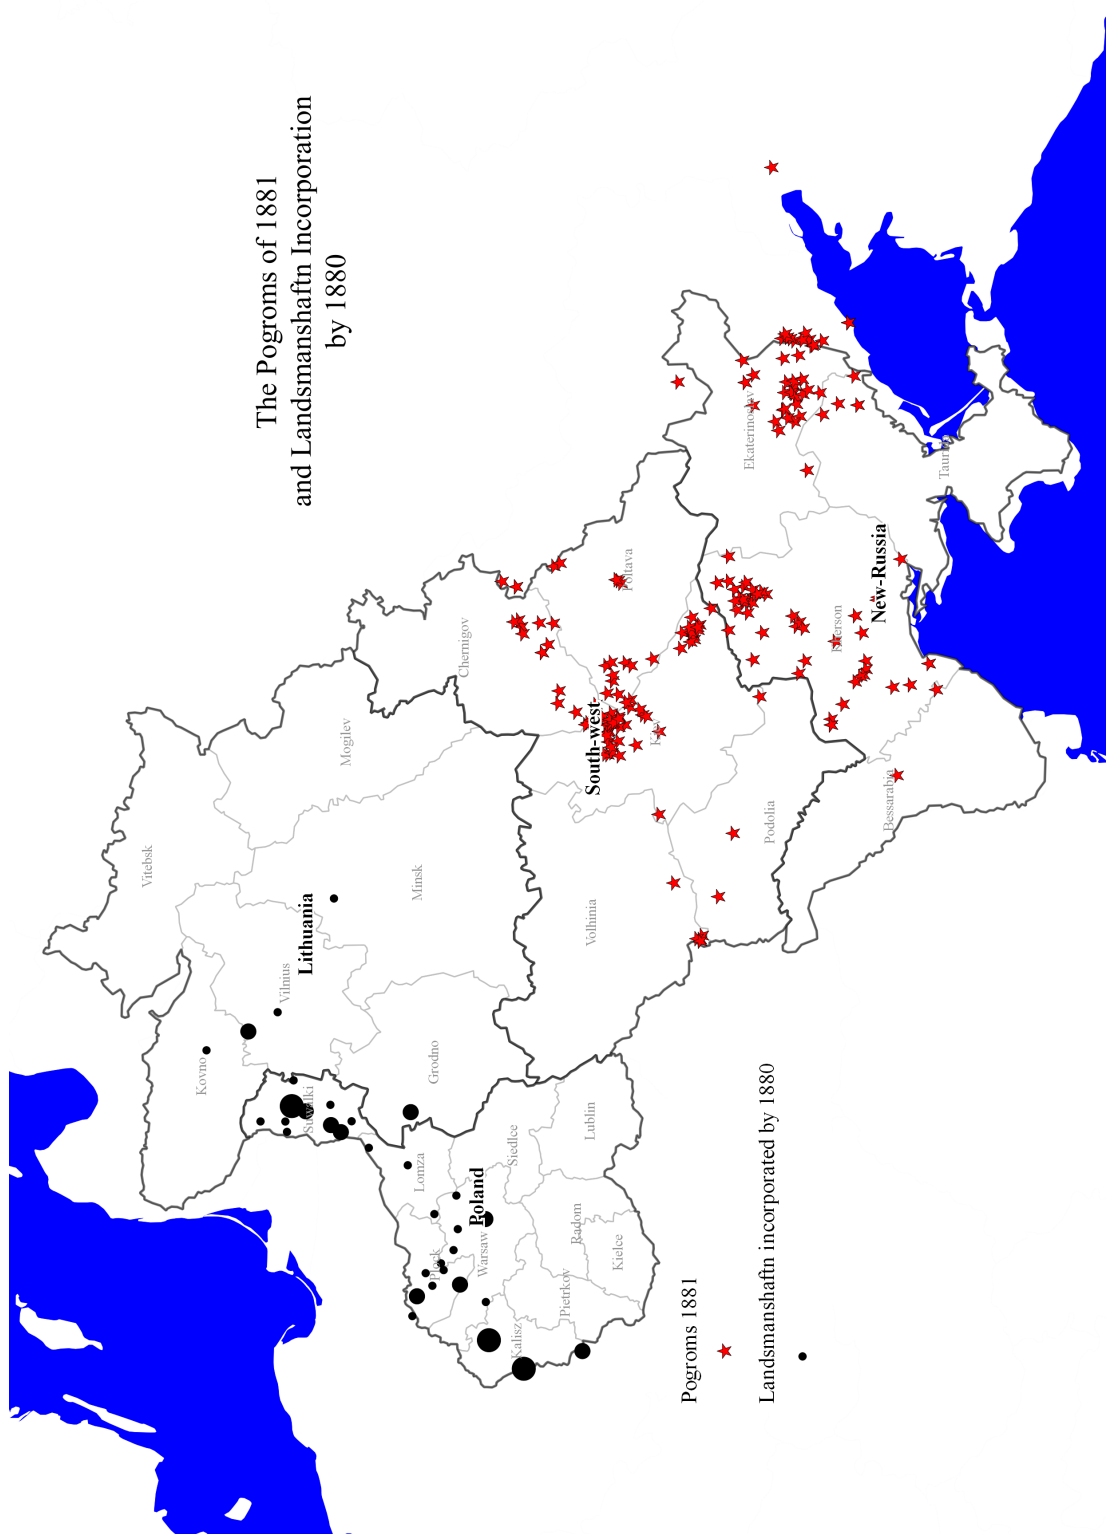 The Pogroms of 1881
and Landsmanshaftn Incorporation
by 1880
Vitebsk
Kovno
Vilnius
Lithuania
Mogilev
Minsk
Suwalki
Grodno
Chernigov
Lomza
Plock
Poland
Warsaw
Siedlce
Kalisz
Pietrkov
Radom
Kielce
Lublin
Volhinia
South-west
Kiev
Poltava
Podolia
Ekaterinoslav
Kherson
New-Russia
Bessarabia
Taurida
Pogroms 1881
Landsmanshaftn incorporated by 1880